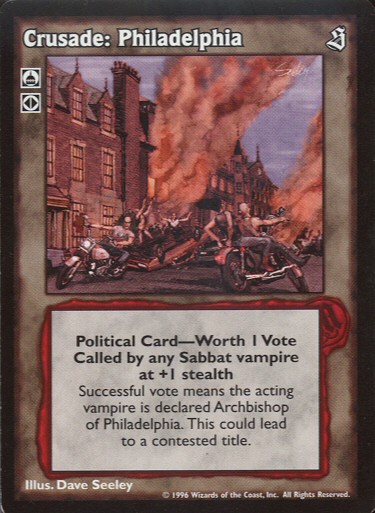 Crusade: Philadelphia
Political Card—Worth 1 Vote
Called by any Sabbat vampire
at +1 stealth
Successful vote means the acting
vampire is declared Archbishop
of Philadelphia. This could lead
to a contested title.
Illus. Dave Seeley
© 1996 Wizards of the Coast, Inc. All Rights Reserved.